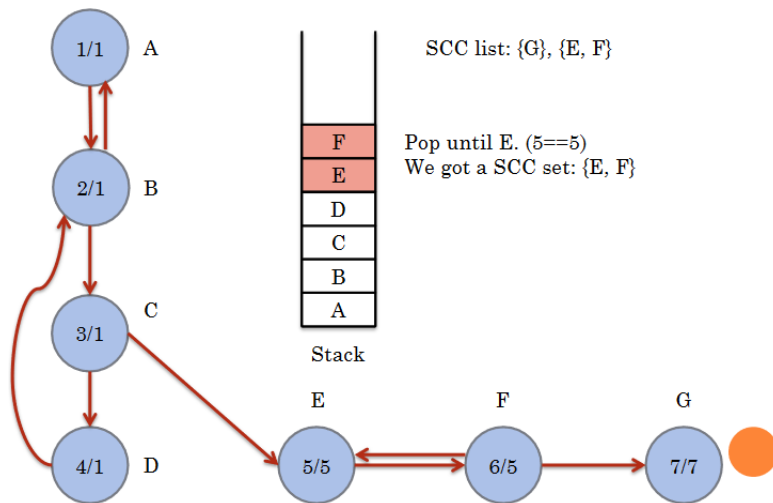 1/1
A
SCC list: {G}, {E, F}
F
Pop until E. (5==5)
We got a SCC set: {E, F}
E
2/1
B
D
C
B
A
3/1
C
Stack
E
F
G
4/1
D
5/5
6/5
7/7